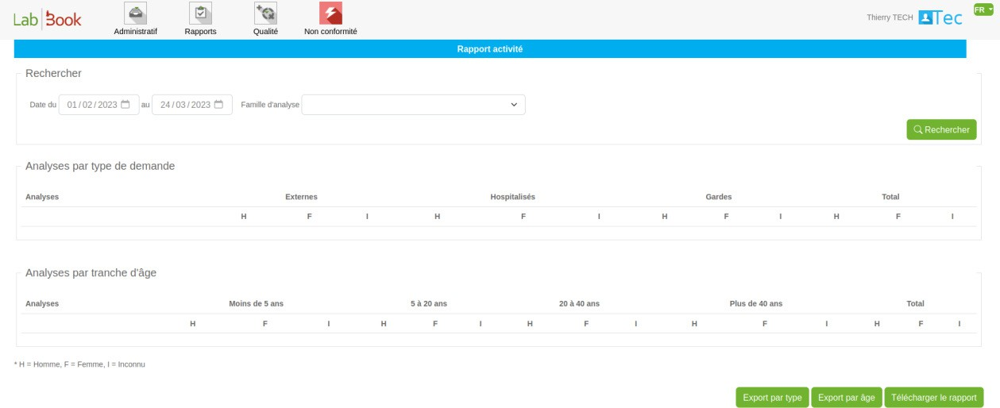 Lab Book
Administratif Rapports Qualité Non conformité
Thierry TECH Tec FR
Rapport activité
Rechercher
Date du 01/02/2023 au 24/03/2023 Famille d'analyse
Rechercher
Analyses par type de demande
Analyses Externes Hospitalisés Gardes Total
H F I H F I H F I H F I
Analyses par tranche d'âge
Analyses Moins de 5 ans 5 à 20 ans 20 à 40 ans Plus de 40 ans Total
H F I H F I H F I H F I H F I
* H = Homme, F = Femme, I = Inconnu
Export par type Export par âge Télécharger le rapport